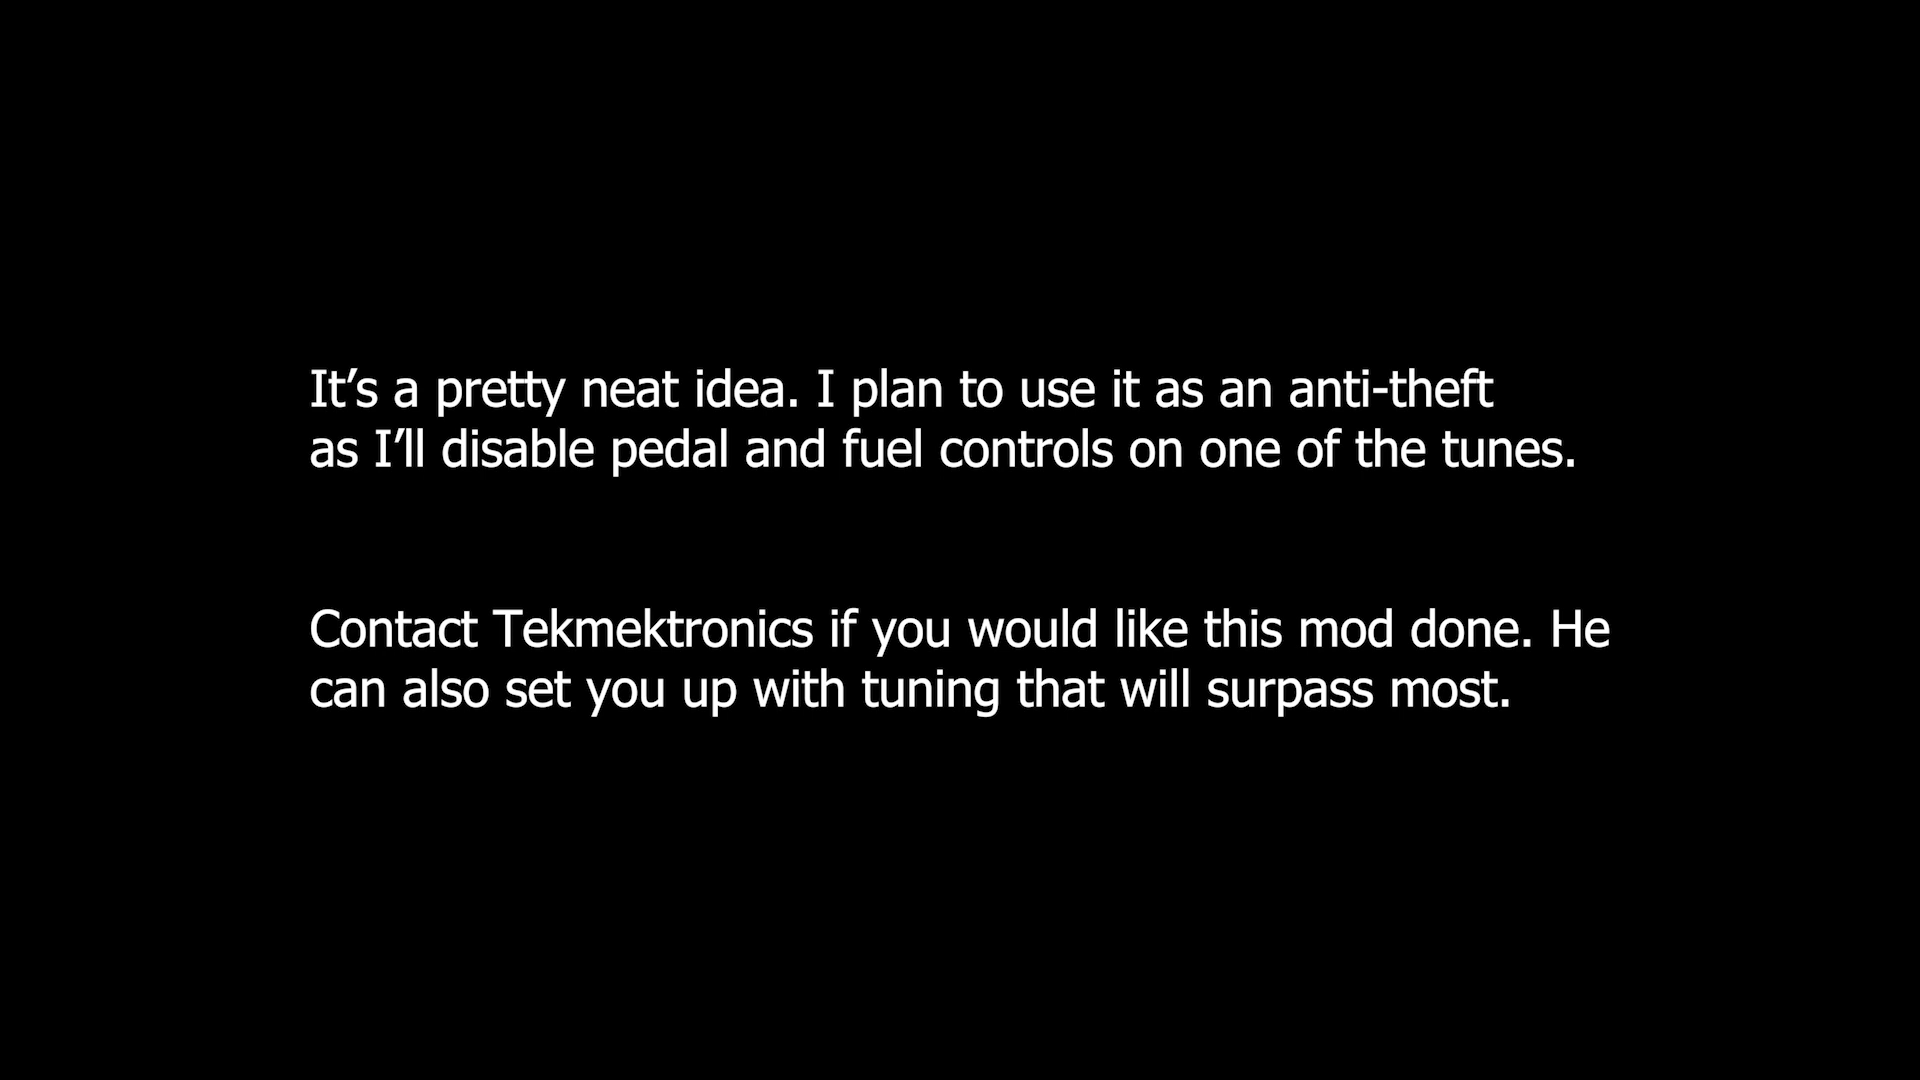 It’s a pretty neat idea. I plan to use it as an anti-theft
as I’ll disable pedal and fuel controls on one of the tunes.
Contact Tekmektronics if you would like this mod done. He
can also set you up with tuning that will surpass most.